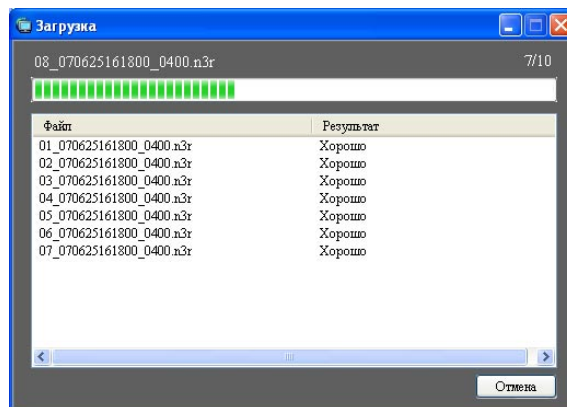 Загрузка
08_070625161800_0400.n3r 7/10
Файл Результат
01_070625161800_0400.n3r Хорошо
02_070625161800_0400.n3r Хорошо
03_070625161800_0400.n3r Хорошо
04_070625161800_0400.n3r Хорошо
05_070625161800_0400.n3r Хорошо
06_070625161800_0400.n3r Хорошо
07_070625161800_0400.n3r Хорошо
Отмена